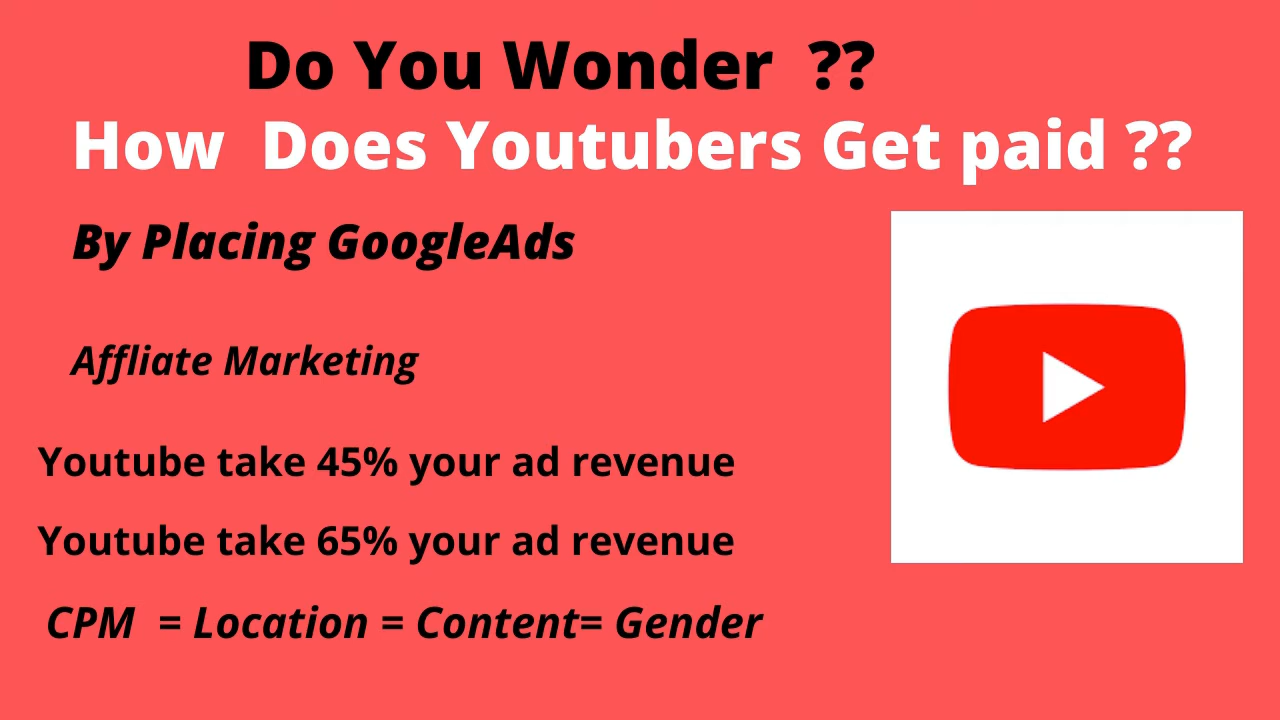 Do You Wonder ??
How Does Youtubers Get paid ??
By Placing GoogleAds
Affliate Marketing
Youtube take 45% your ad revenue
Youtube take 65% your ad revenue
CPM = Location = Content= Gender